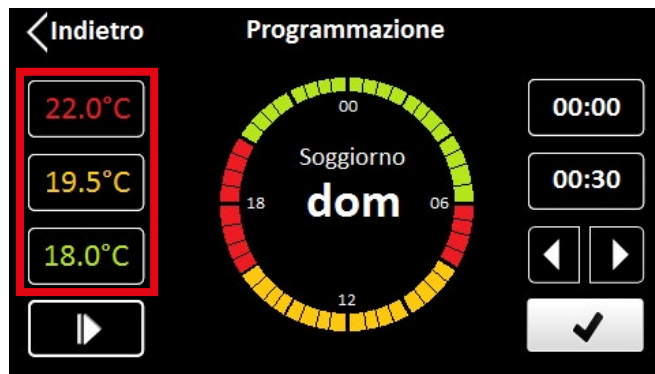 Indietro
Programmazione
22.0°C
19.5°C
18.0°C
00
06
12
18
Soggiorno
dom
00:00
00:30